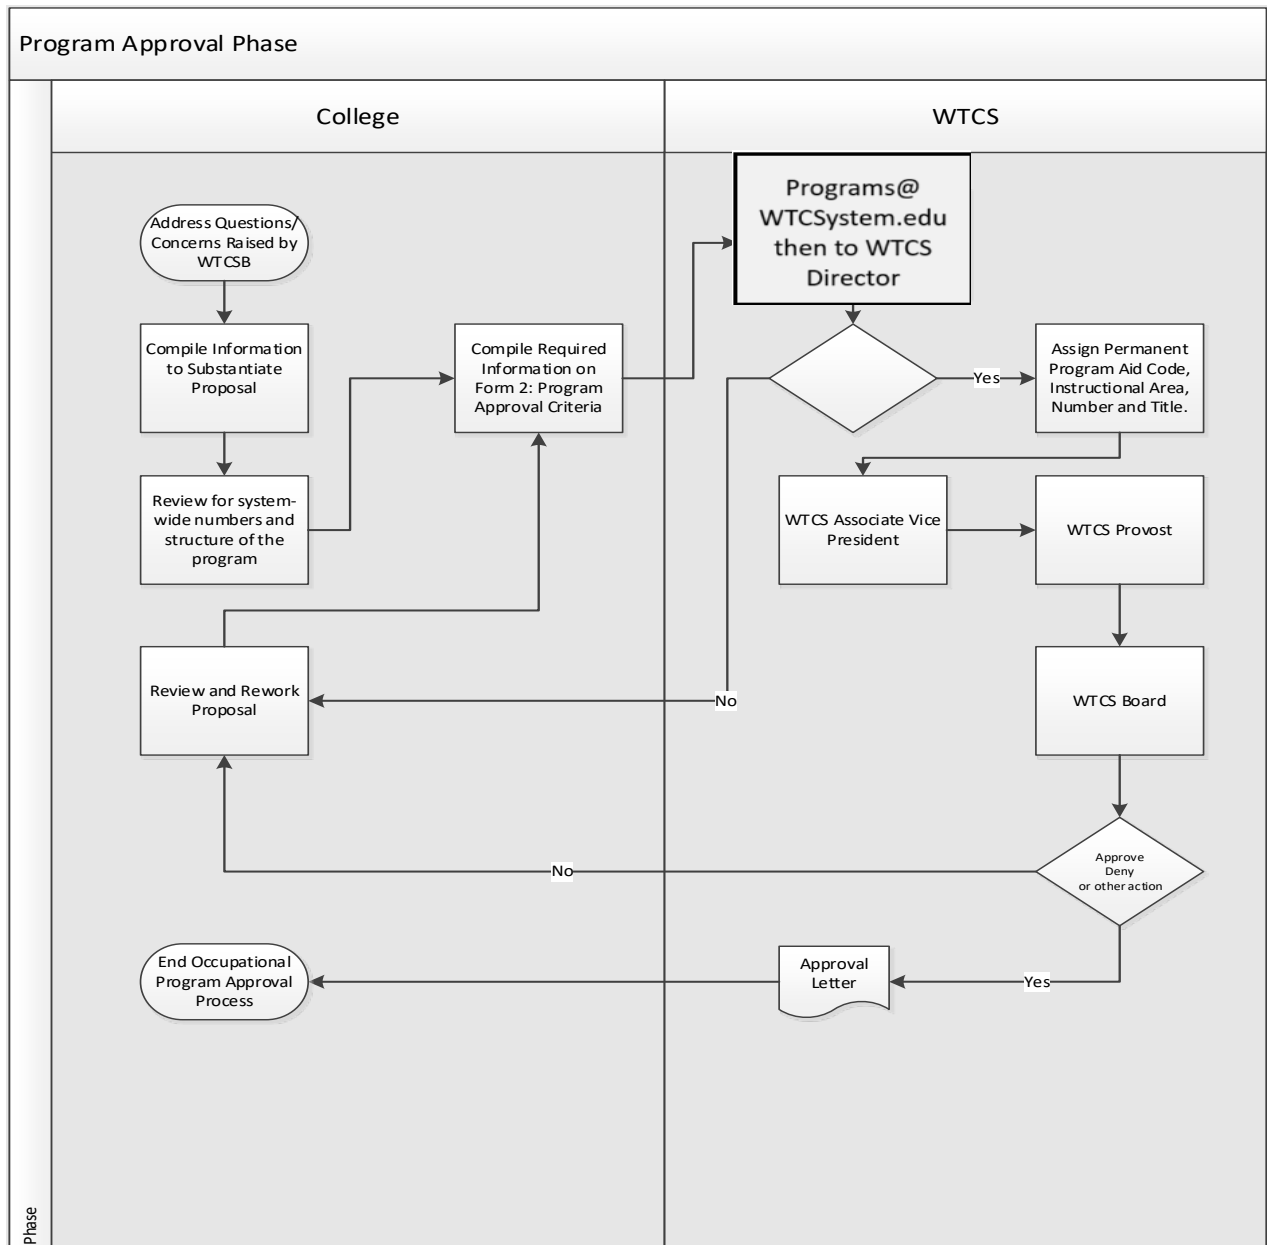 Program Approval Phase
College
WTCS
Programs@
WTCSystem.edu
then to WTCS
Director
Address Questions/
Concerns Raised by
WTCSB
Compile Information
to Substantiate
Proposal
Compile Required
Information on
Form 2: Program
Approval Criteria
Yes
Assign Permanent
Program Aid Code,
Instructional Area,
Number and Title.
Review for system-
wide numbers and
structure of the
program
WTCS Associate Vice
President
WTCS Provost
Review and Rework
Proposal
No
WTCS Board
No
Approve
Deny
or other action
End Occupational
Program Approval
Process
Approval
Letter
Yes
Phase